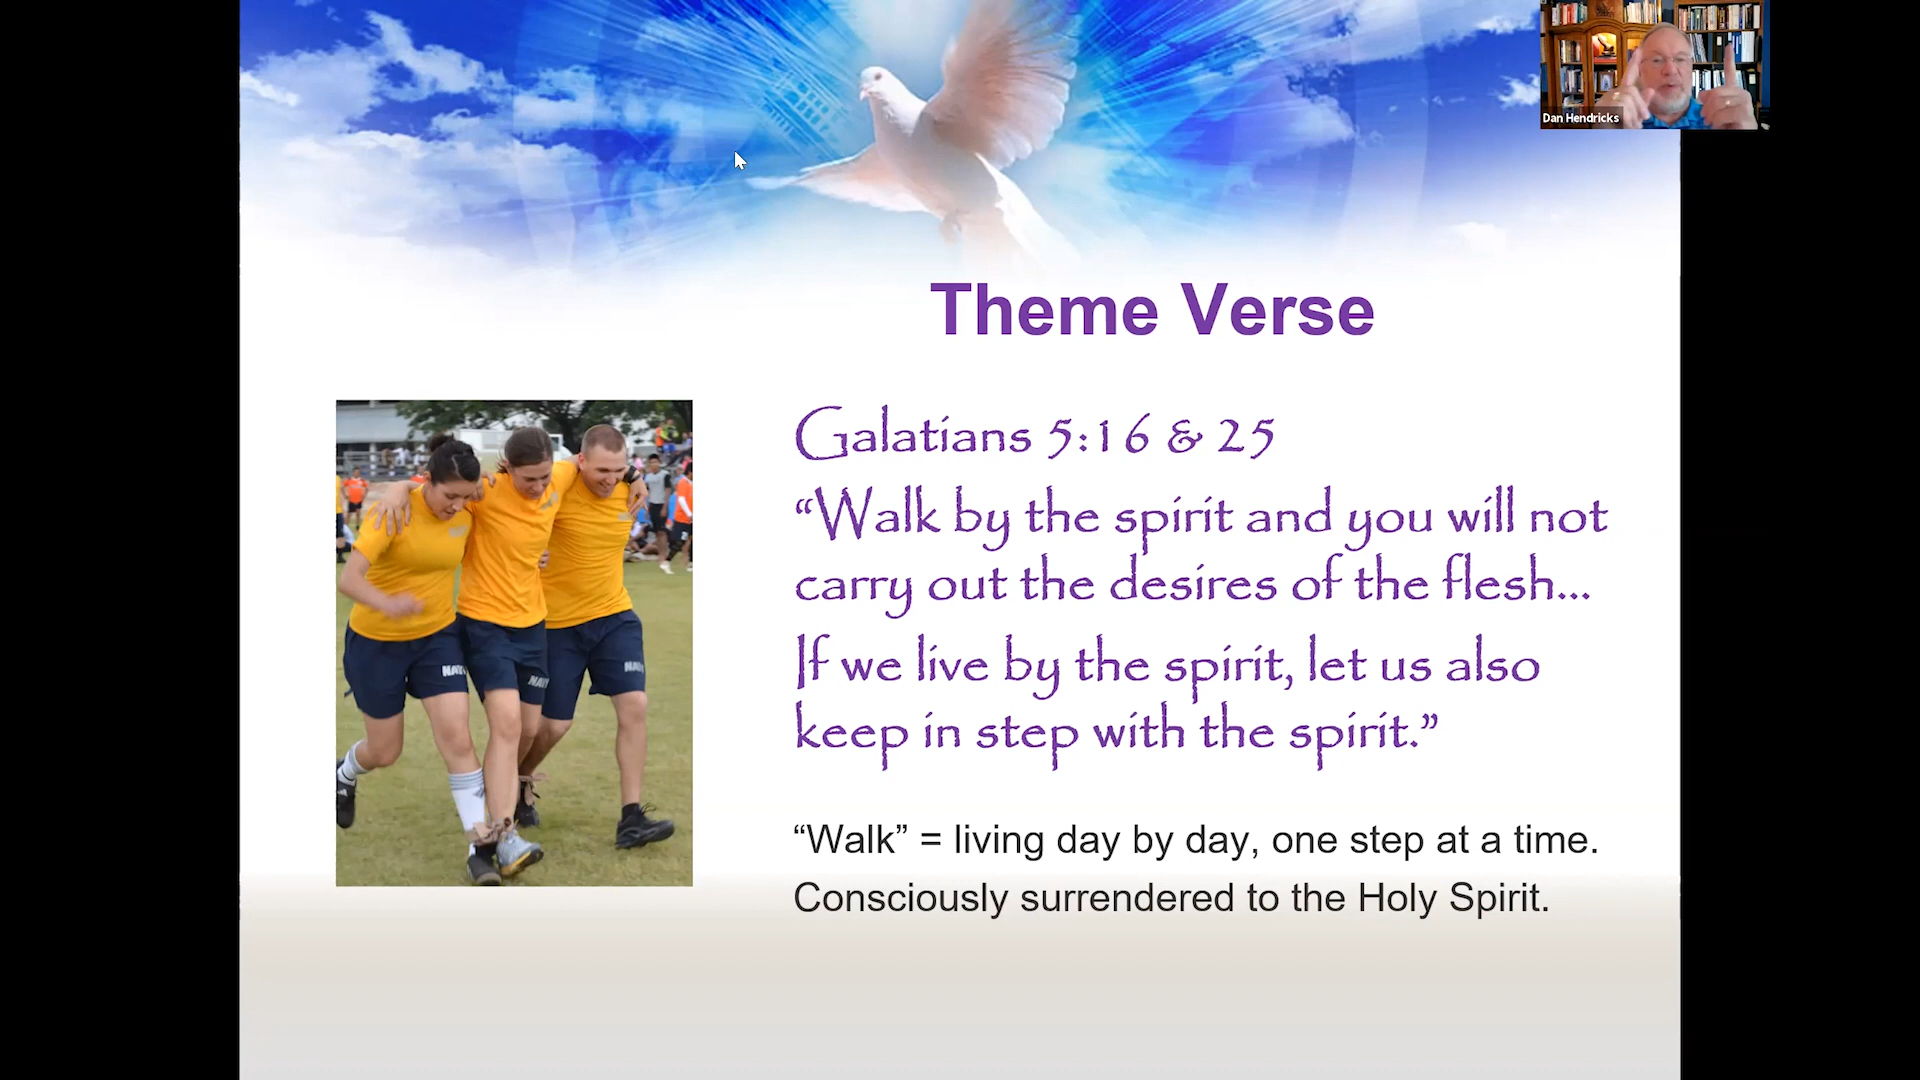 Dan Hendricks
Theme Verse
Galatians 5:16 & 25
“Walk by the spirit and you will not
carry out the desires of the flesh...
If we live by the spirit, let us also
keep in step with the spirit.”
“Walk” = living day by day, one step at a time.
Consciously surrendered to the Holy Spirit.
NAVY